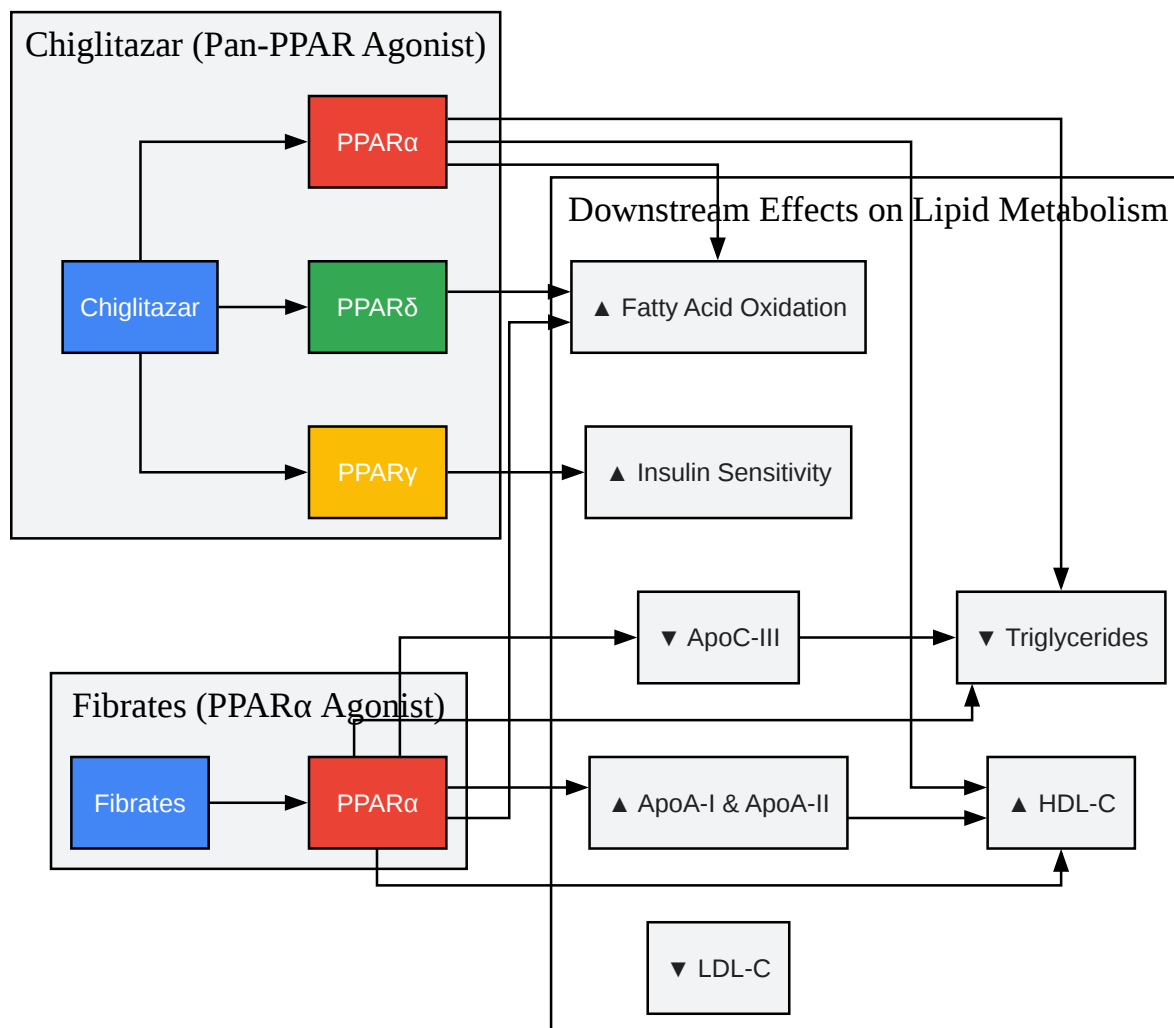 Chiglitazar (Pan-PPAR Agonist)
PPARα
Downstream Effects on Lipid Metabolism
Chiglitazar
PPARδ
▲ Fatty Acid Oxidation
PPARγ
▲ Insulin Sensitivity
▼ ApoC-III
▼ Triglycerides
Fibrates (PPARα Agonist)
Fibrates
PPARα
▲ ApoA-I & ApoA-II
▲ HDL-C
▼ LDL-C